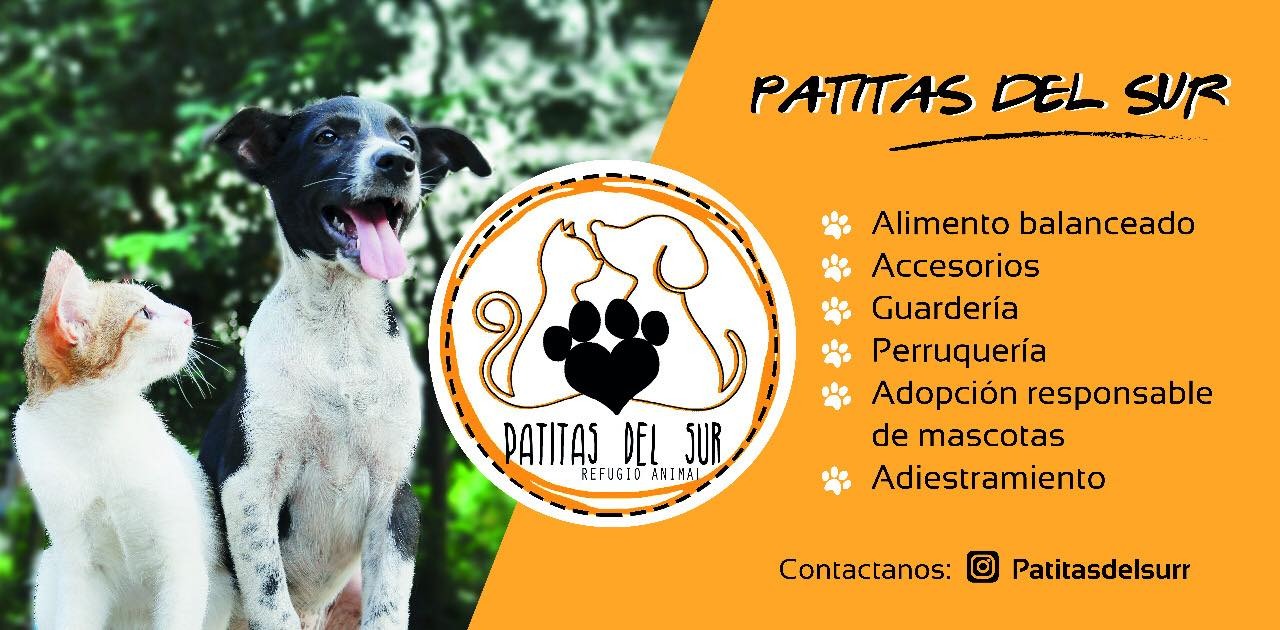 PATITAS DEL SUR
Alimento balanceado
Accesorios
Guardería
Perruquería
Adopción responsable
de mascotas
Adiestramiento
PATITAS DEL SUR
REFUGIO ANIMAL
Contactanos: Patitasdelsurr